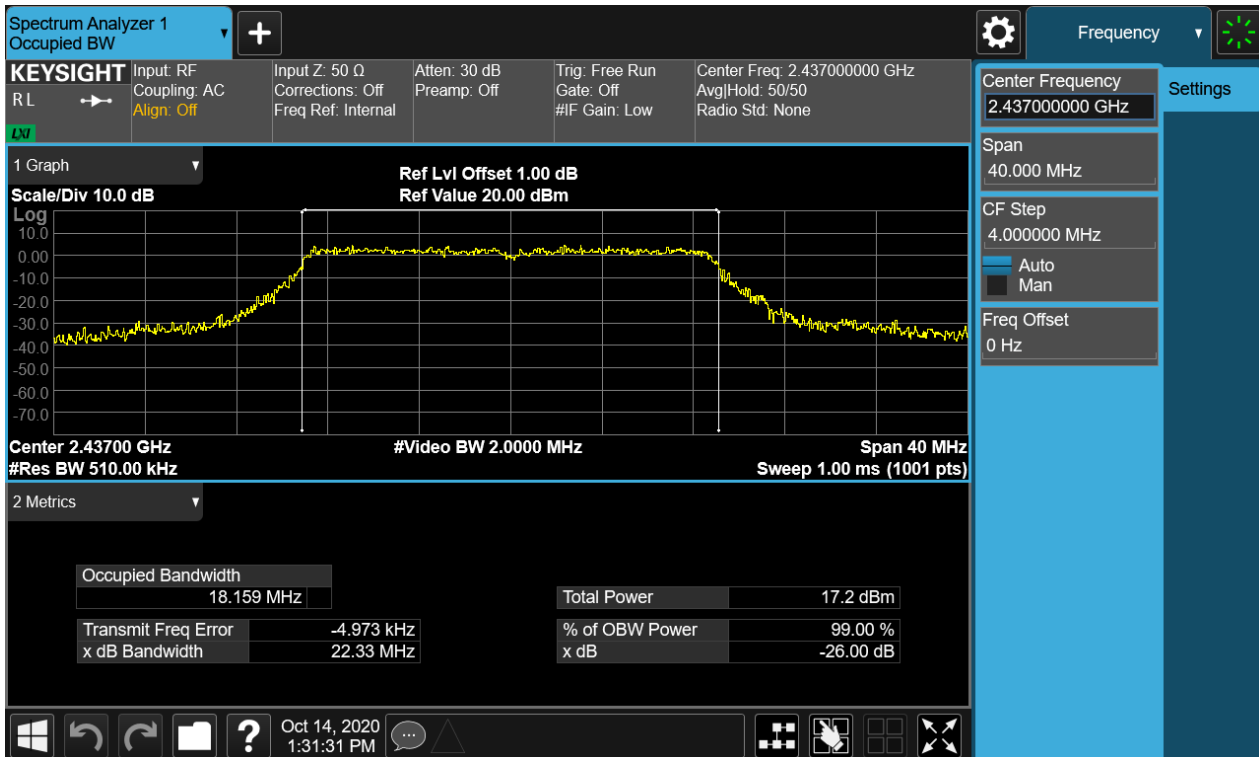 Spectrum Analyzer 1
Occupied BW
Frequency
KEYSIGHT
R L
LXI
Input: RF
Coupling: AC
Align: Off
Input Z: 50 Ω
Corrections: Off
Freq Ref: Internal
Atten: 30 dB
Preamp: Off
Trig: Free Run
Gate: Off
#IF Gain: Low
Center Freq: 2.437000000 GHz
Avg|Hold: 50/50
Radio Std: None
Center Frequency
2.437000000 GHz
Settings
Span
40.000 MHz
CF Step
4.000000 MHz
Auto
Man
Freq Offset
0 Hz
1 Graph
Scale/Div 10.0 dB
Ref Lvl Offset 1.00 dB
Ref Value 20.00 dBm
Log
10.0
0.00
-10.0
-20.0
-30.0
-40.0
-50.0
-60.0
-70.0
Center 2.43700 GHz
#Video BW 2.0000 MHz
Span 40 MHz
#Res BW 510.00 kHz
Sweep 1.00 ms (1001 pts)
2 Metrics
Occupied Bandwidth
18.159 MHz
Total Power 17.2 dBm
Transmit Freq Error -4.973 kHz
% of OBW Power 99.00 %
x dB Bandwidth 22.33 MHz
x dB -26.00 dB
?
Oct 14, 2020
1:31:31 PM